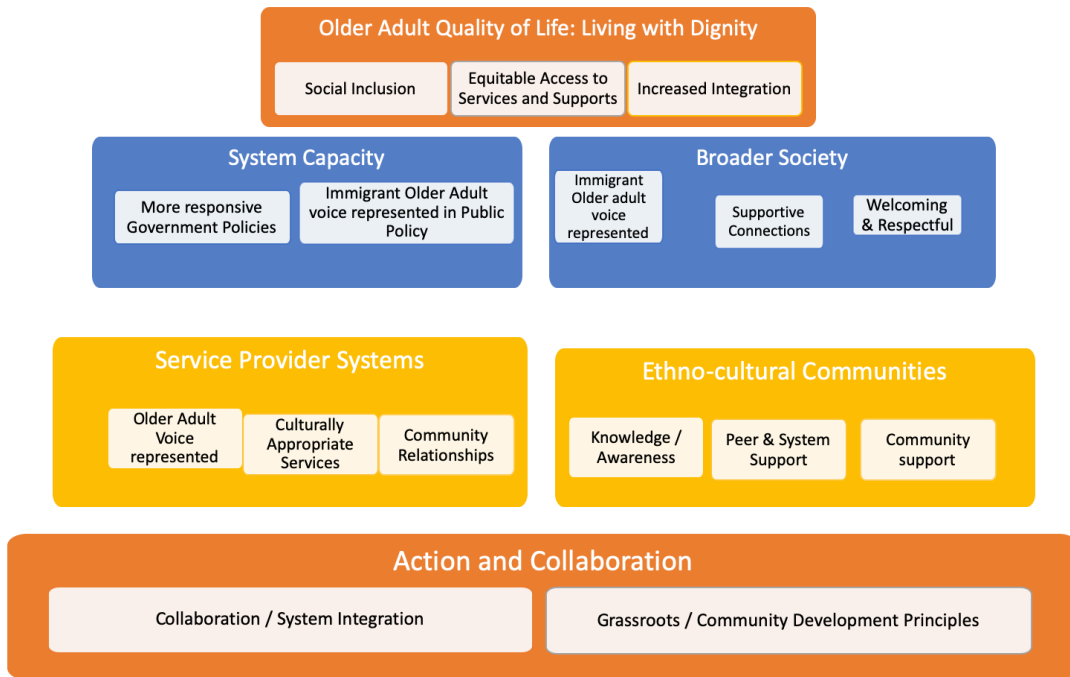 Older Adult Quality of Life: Living with Dignity
Social Inclusion
Equitable Access to
Services and Supports
Increased Integration
System Capacity
More responsive
Government Policies
Immigrant Older Adult
voice represented in Public
Policy
Broader Society
Immigrant
Older adult
voice
represented
Supportive
Connections
Welcoming
& Respectful
Service Provider Systems
Older Adult
Voice
represented
Culturally
Appropriate
Services
Community
Relationships
Ethno-cultural Communities
Knowledge /
Awareness
Peer & System
Support
Community
support
Action and Collaboration
Collaboration / System Integration
Grassroots / Community Development Principles